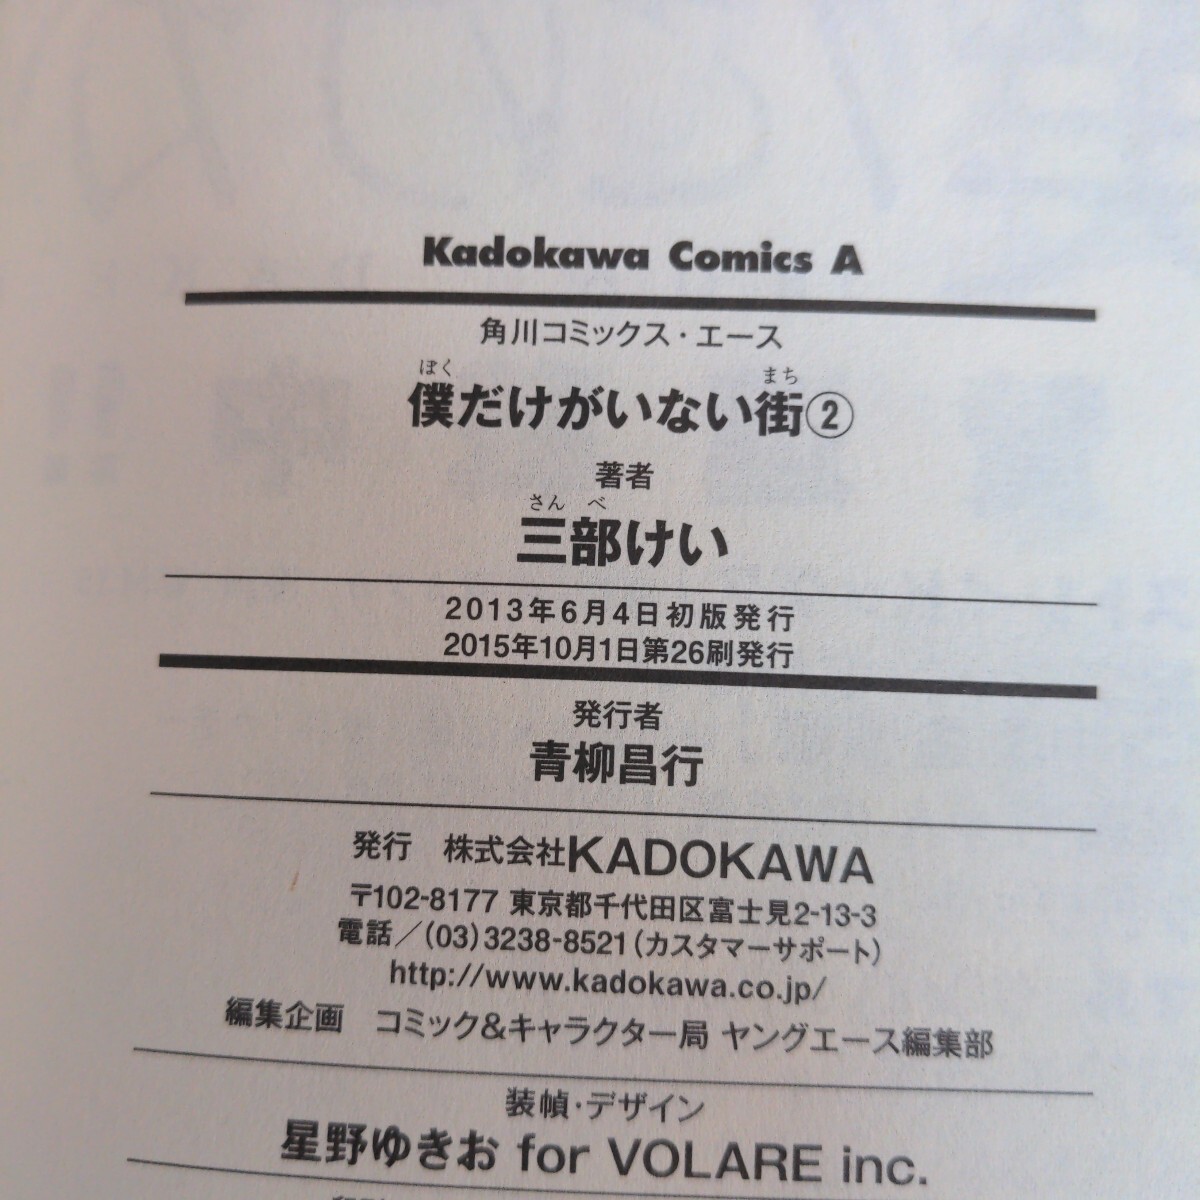 Kadokawa Comics A
角川コミックス・エース
ぼく まち
僕だけがいない街②
著者
さん べ
三部けい
2013年6月4日初版発行
2015年10月1日第26刷発行
発行者
青柳昌行
発行 株式会社KADOKAWA
〒102-8177 東京都千代田区富士見2-13-3
電話／(03)3238-8521(カスタマーサポート)
http://www.kadokawa.co.jp/
編集企画 コミック&キャラクター局 ヤングエース編集部
装幀・デザイン
星野ゆきお for VOLARE inc.